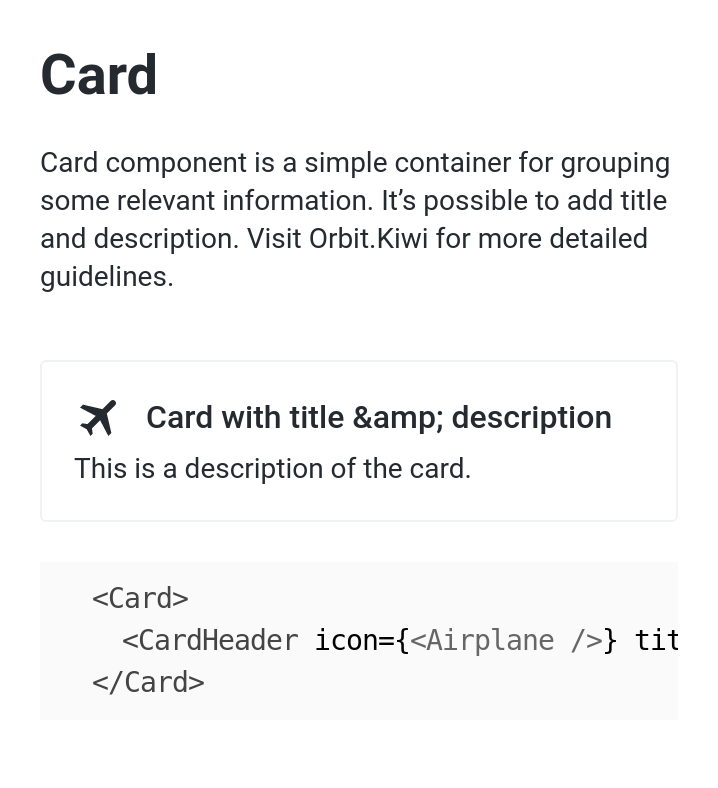 Card
Card component is a simple container for grouping
some relevant information. It’s possible to add title
and description. Visit Orbit.Kiwi for more detailed
guidelines.
Card with title &amp; description
This is a description of the card.
<Card>
<CardHeader icon={<Airplane />} tit
</Card>